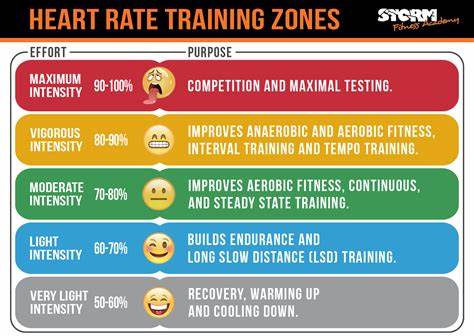 HEART RATE TRAINING ZONES
STORM
Fitness Academy
EFFORT
PURPOSE
MAXIMUM
INTENSITY
90-100%
COMPETITION AND MAXIMAL TESTING.
VIGOROUS
INTENSITY
80-90%
IMPROVES ANAEROBIC AND AEROBIC FITNESS,
INTERVAL TRAINING AND TEMPO TRAINING.
MODERATE
INTENSITY
70-80%
IMPROVES AEROBIC FITNESS, CONTINUOUS,
AND STEADY STATE TRAINING.
LIGHT
INTENSITY
60-70%
BUILDS ENDURANCE AND
LONG SLOW DISTANCE (LSD) TRAINING.
VERY LIGHT
INTENSITY
50-60%
RECOVERY, WARMING UP
AND COOLING DOWN.